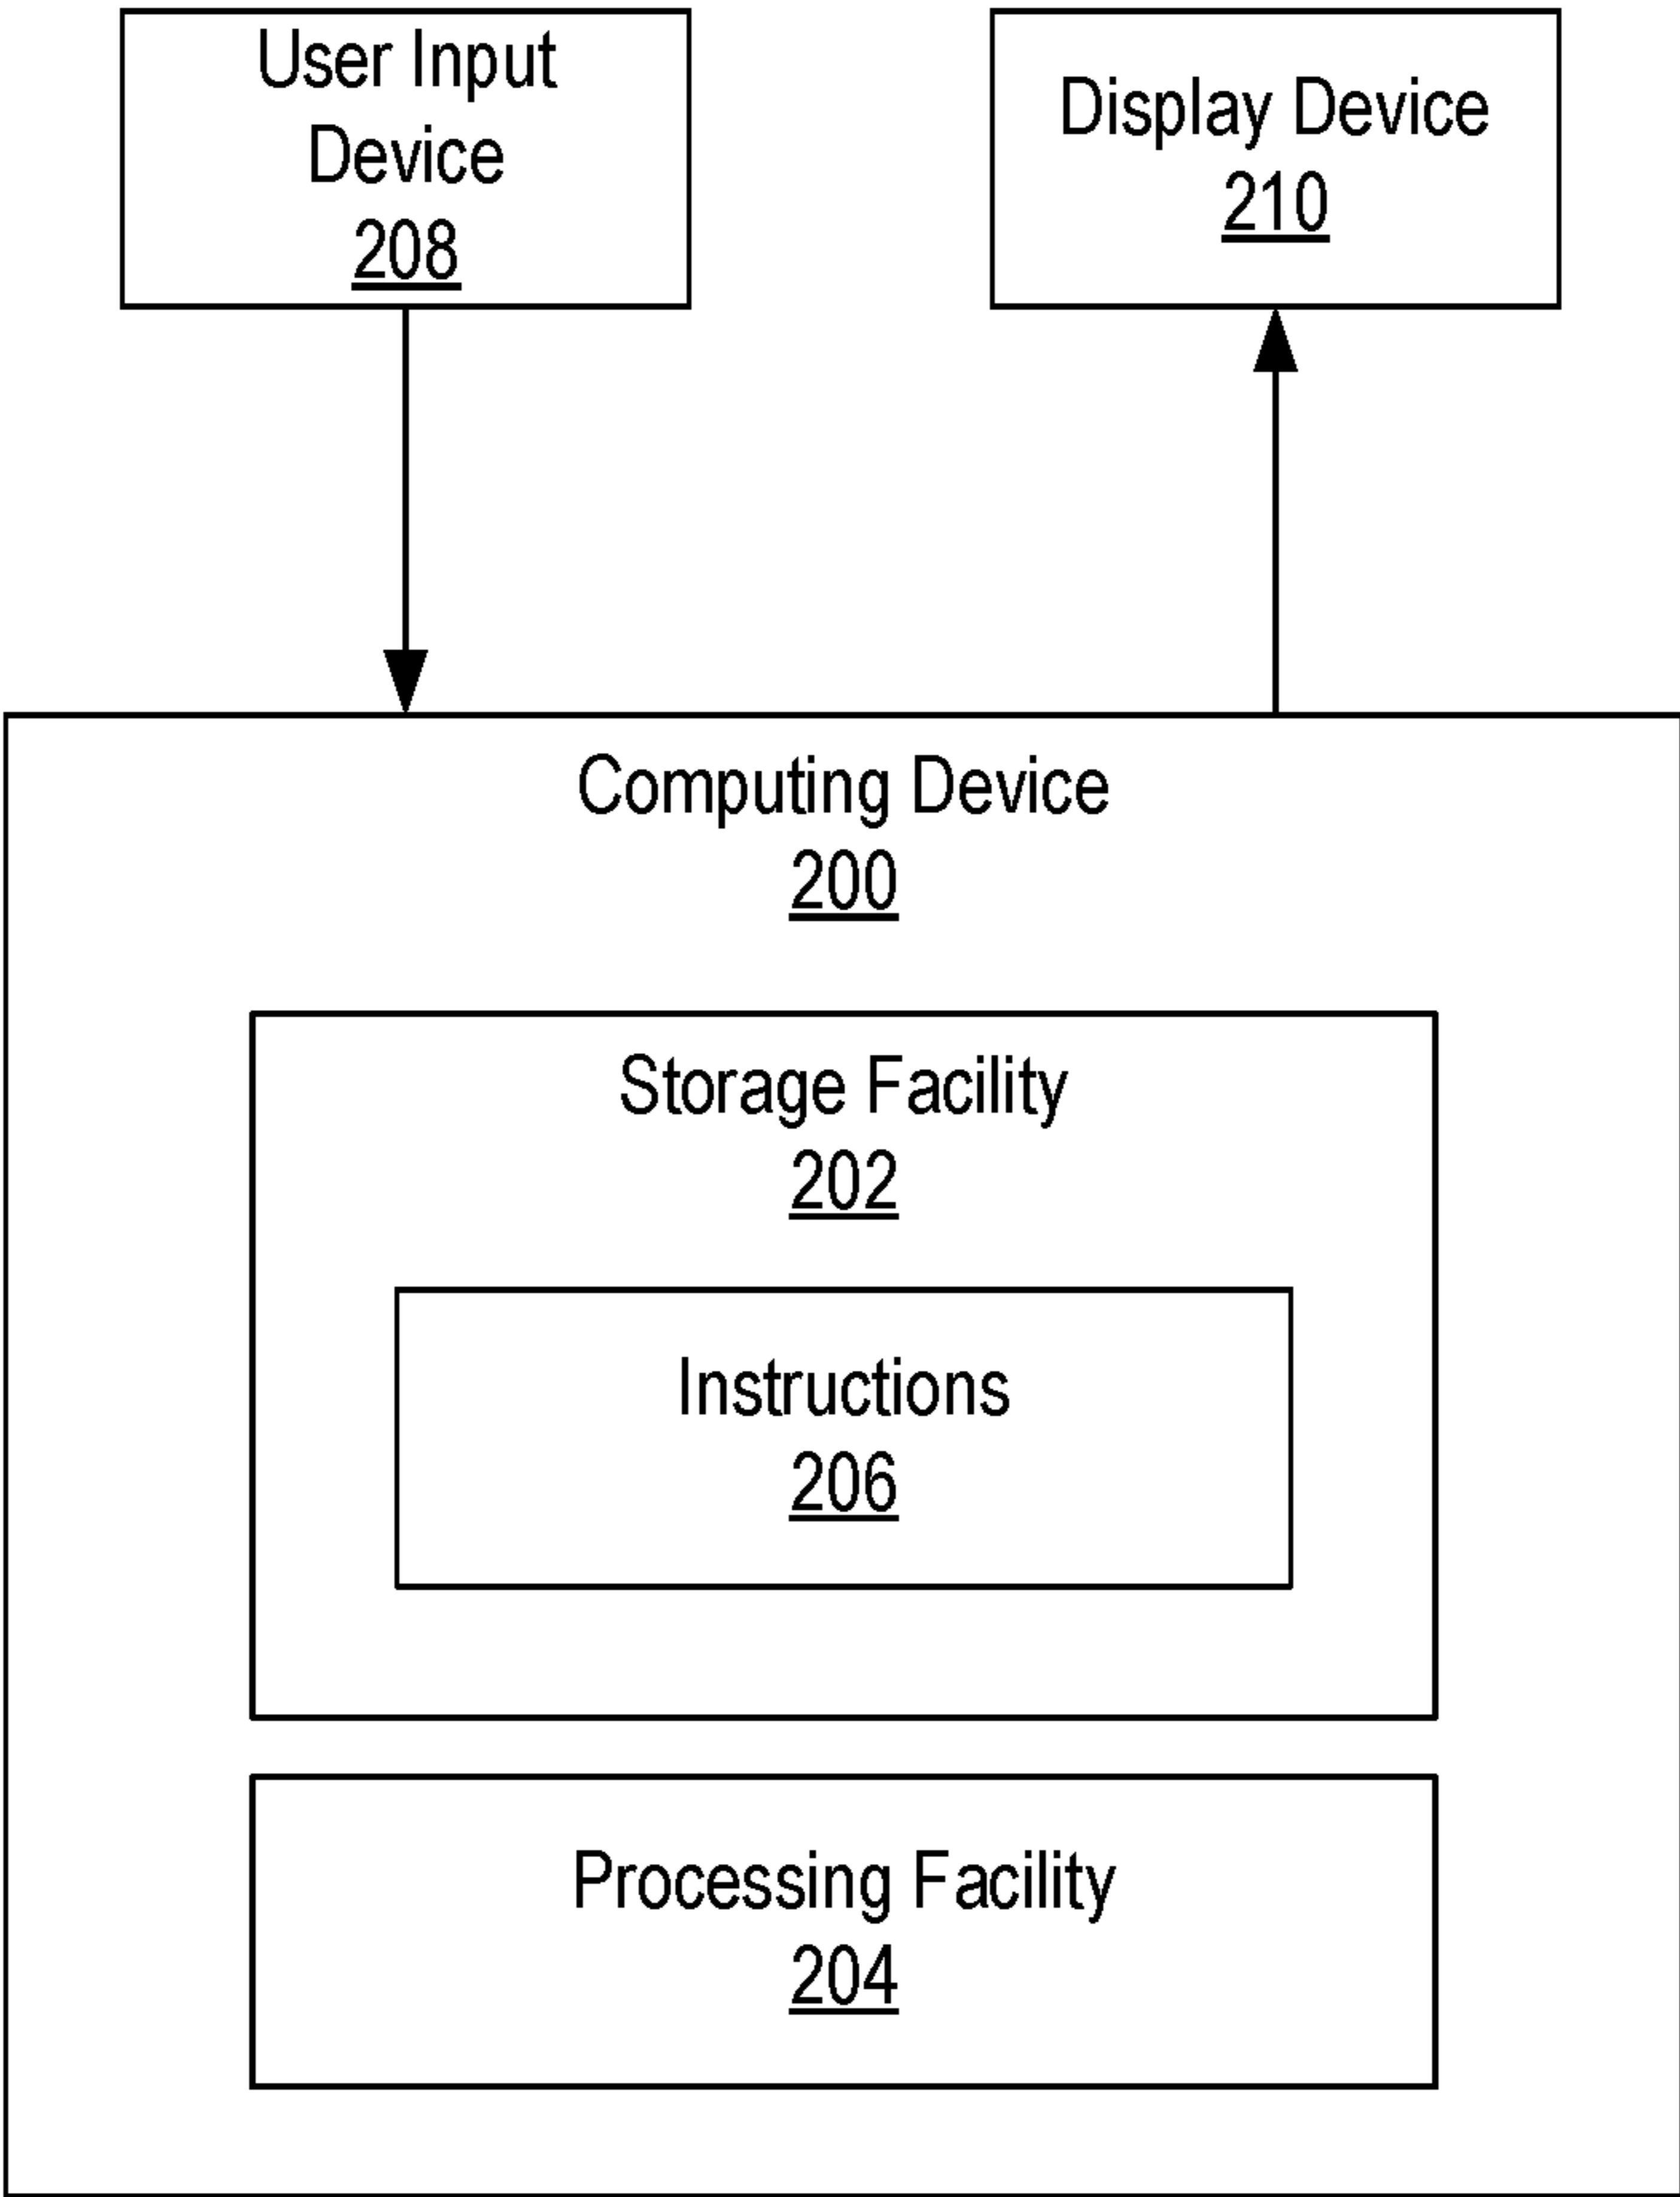 User Input
Device
208
Display Device
210
Computing Device
200
Storage Facility
202
Instructions
206
Processing Facility
204